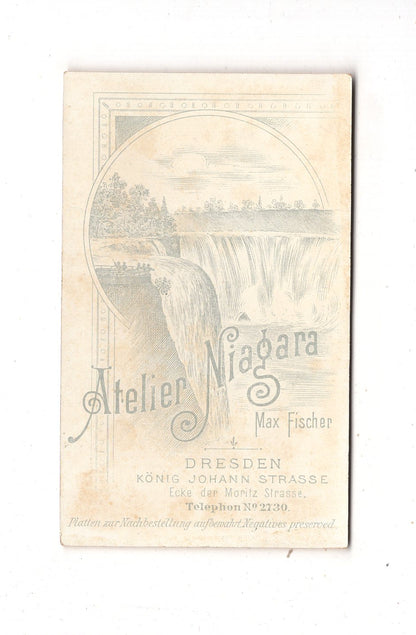 Atelier Niagara
Max Fischer
DRESDEN
KÖNIG JOHANN STRASSE
Ecke der Moritz Strasse.
Telephon No 2730.
Platten zur Nachbestellung aufbewahrt Negatives preserved.